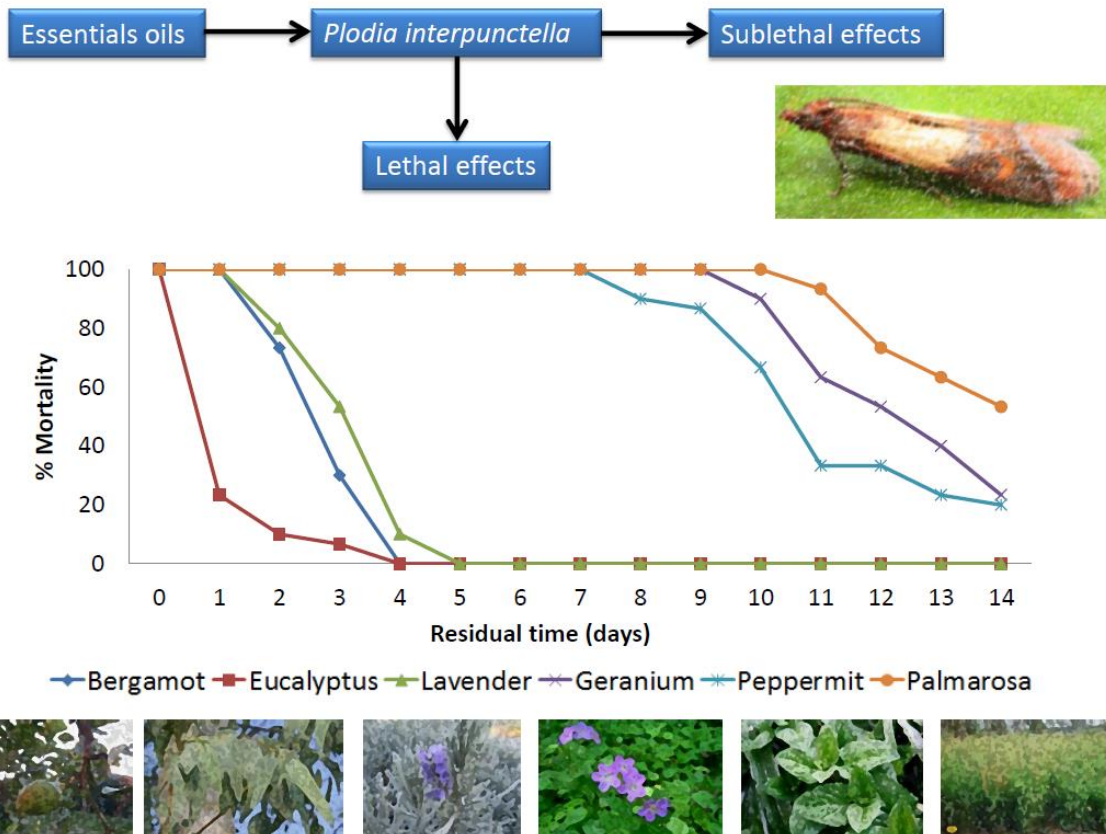 Essentials oils
Plodia interpunctella
Sublethal effects
Lethal effects
100
80
60
40
20
0
% Mortality
0 1 2 3 4 5 6 7 8 9 10 11 12 13 14
Residual time (days)
Bergamot Eucalyptus Lavender Geranium Peppermit Palmarosa